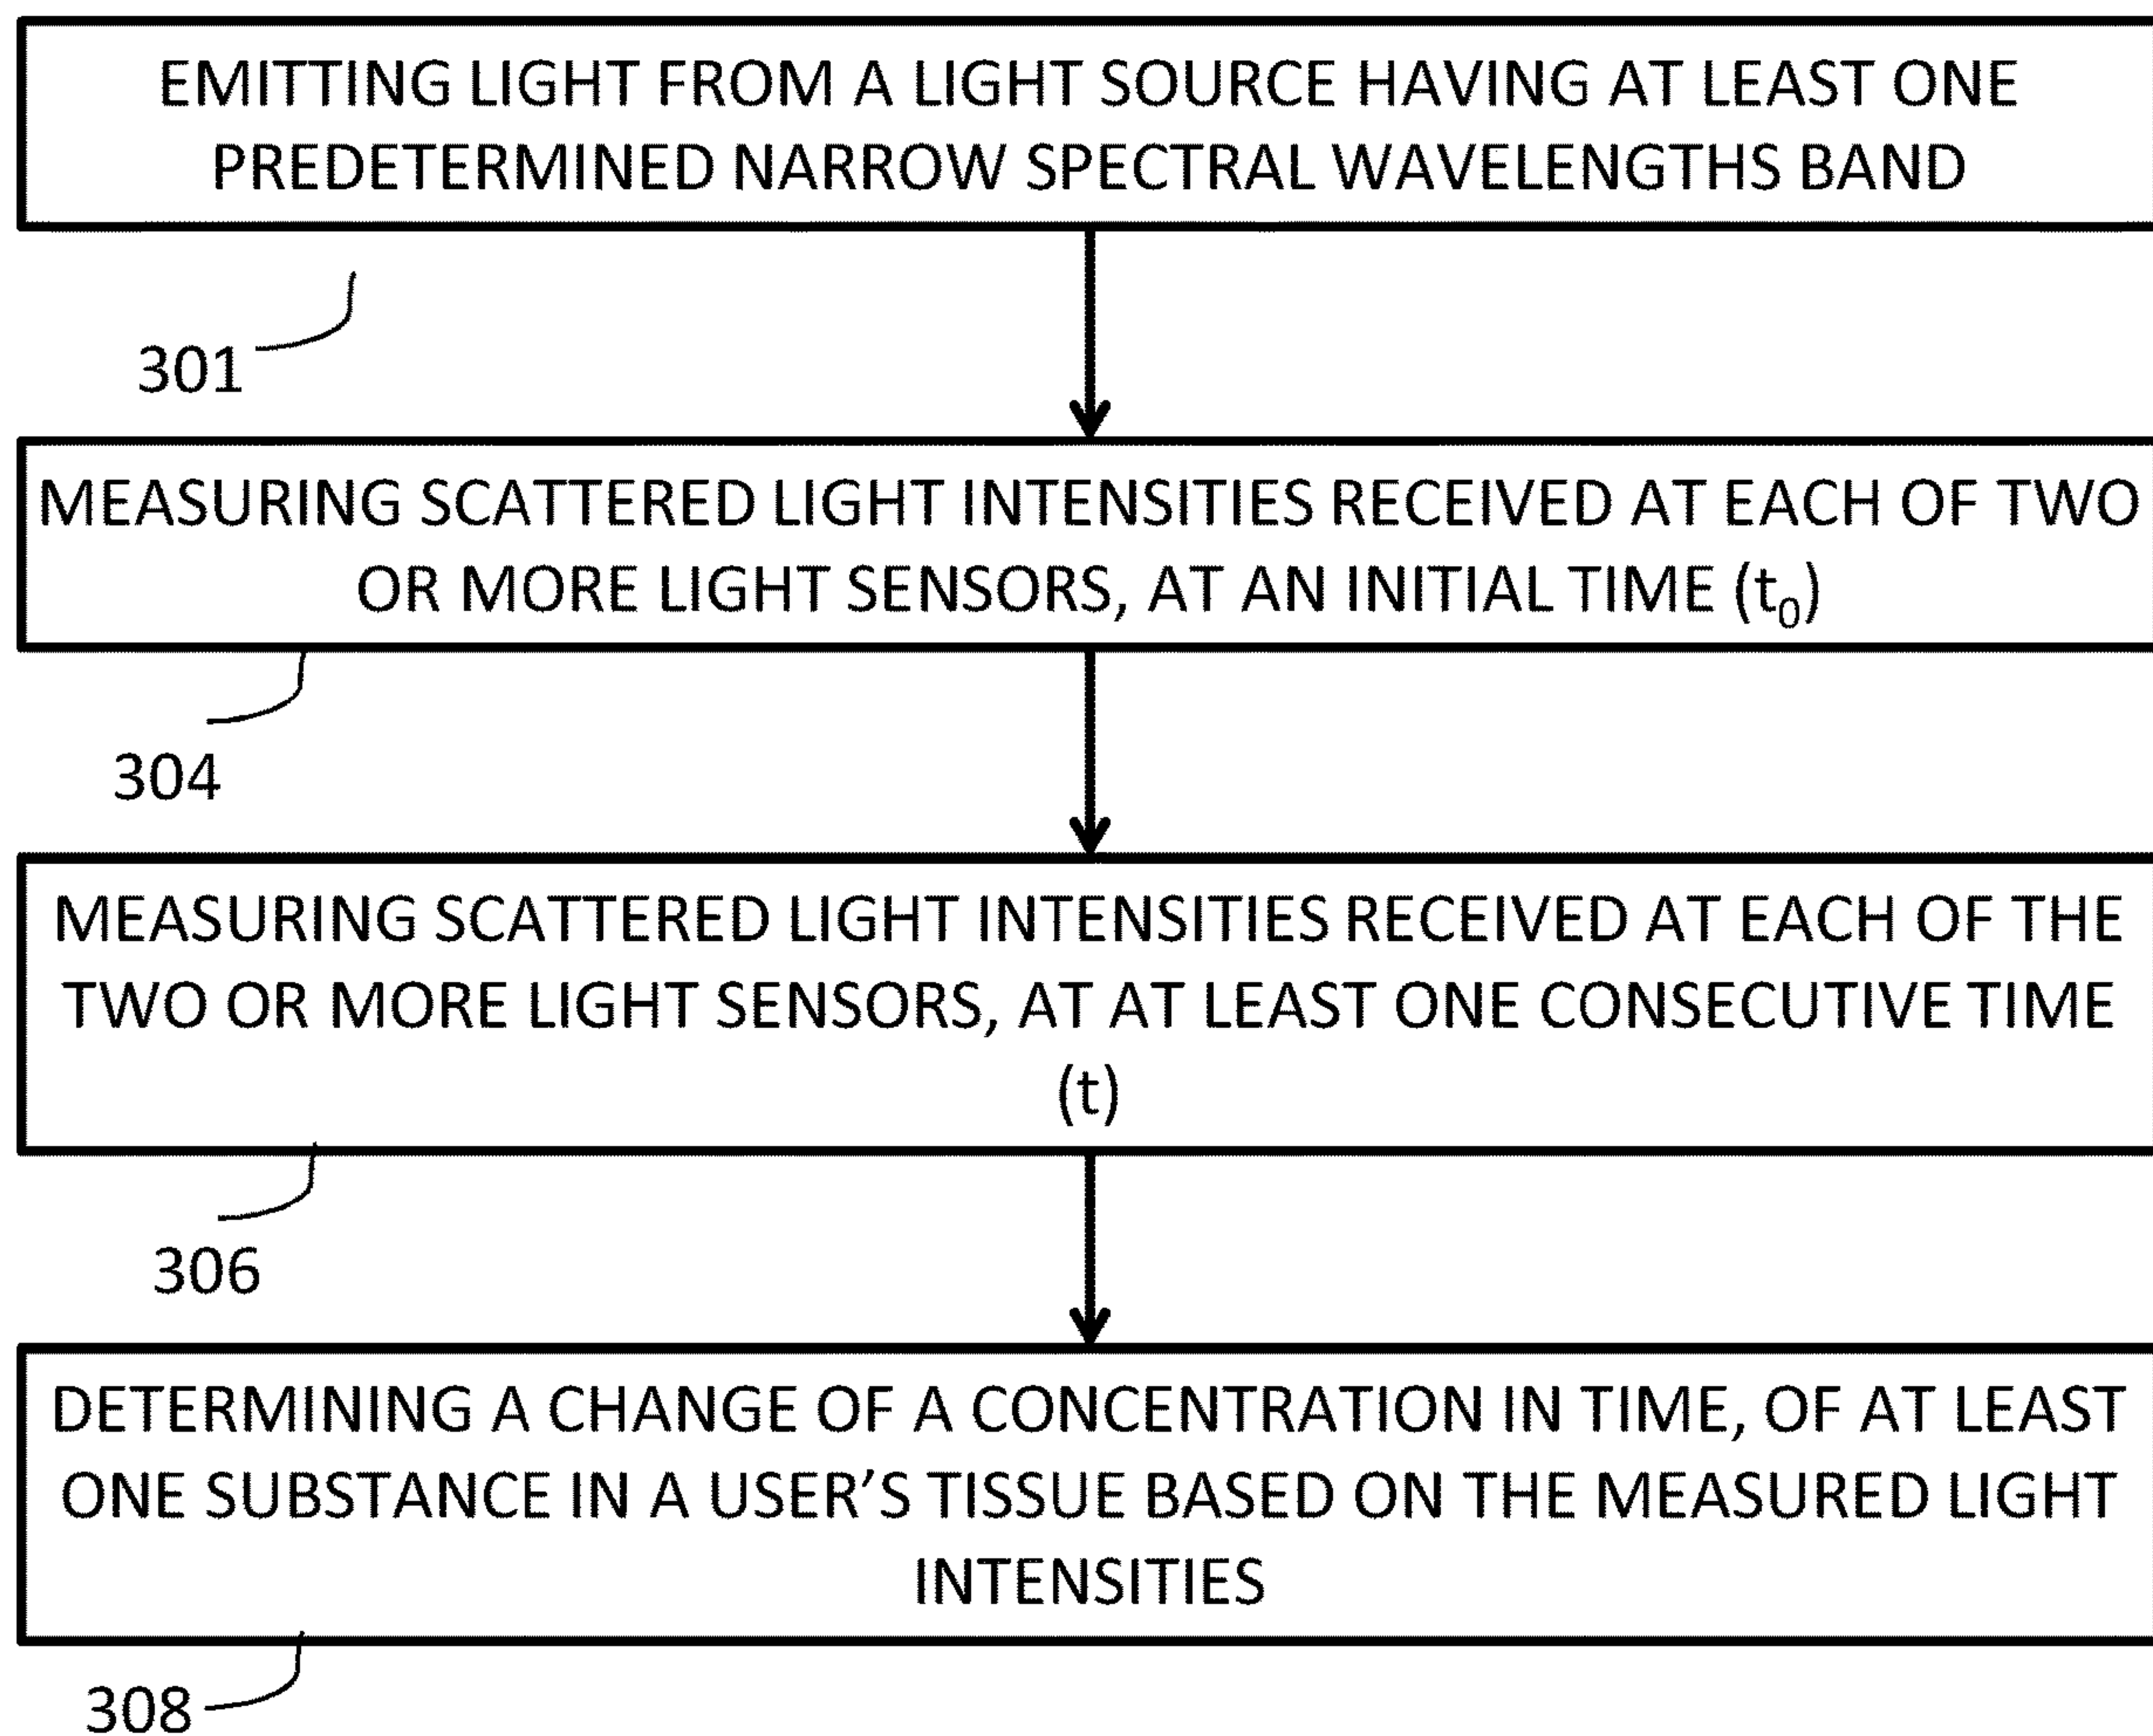 EMITTING LIGHT FROM A LIGHT SOURCE HAVING AT LEAST ONE
PREDETERMINED NARROW SPECTRAL WAVELENGTHS BAND
301
MEASURING SCATTERED LIGHT INTENSITIES RECEIVED AT EACH OF TWO
OR MORE LIGHT SENSORS, AT AN INITIAL TIME (t₀)
304
MEASURING SCATTERED LIGHT INTENSITIES RECEIVED AT EACH OF THE
TWO OR MORE LIGHT SENSORS, AT AT LEAST ONE CONSECUTIVE TIME
(t)
306
DETERMINING A CHANGE OF A CONCENTRATION IN TIME, OF AT LEAST
ONE SUBSTANCE IN A USER’S TISSUE BASED ON THE MEASURED LIGHT
INTENSITIES
308